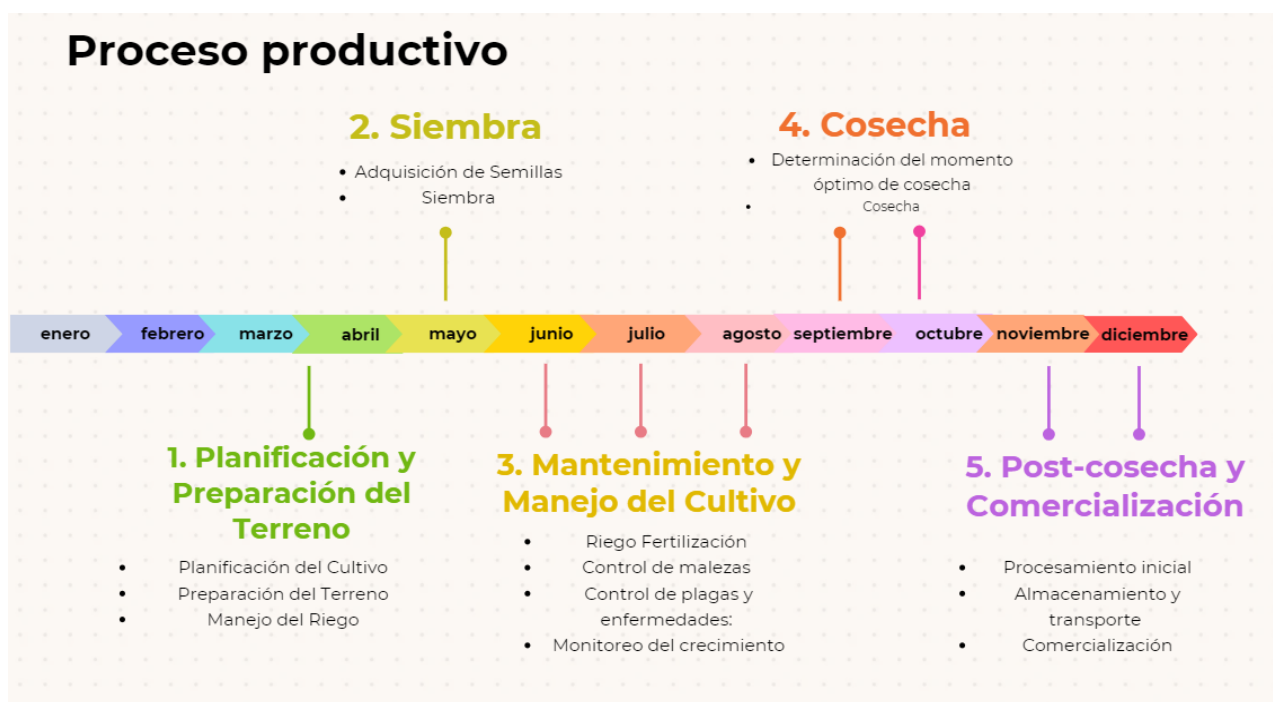 Proceso productivo
2. Siembra
• Adquisición de Semillas
• Siembra
4. Cosecha
• Determinación del momento
óptimo de cosecha
• Cosecha
enero febrero marzo abril mayo junio julio agosto septiembre octubre noviembre diciembre
1. Planificación y
Preparación del
Terreno
• Planificación del Cultivo
• Preparación del Terreno
• Manejo del Riego
3. Mantenimiento y
Manejo del Cultivo
• Riego Fertilización
• Control de malezas
• Control de plagas y
enfermedades:
• Monitoreo del crecimiento
5. Post-cosecha y
Comercialización
• Procesamiento inicial
• Almacenamiento y
transporte
• Comercialización